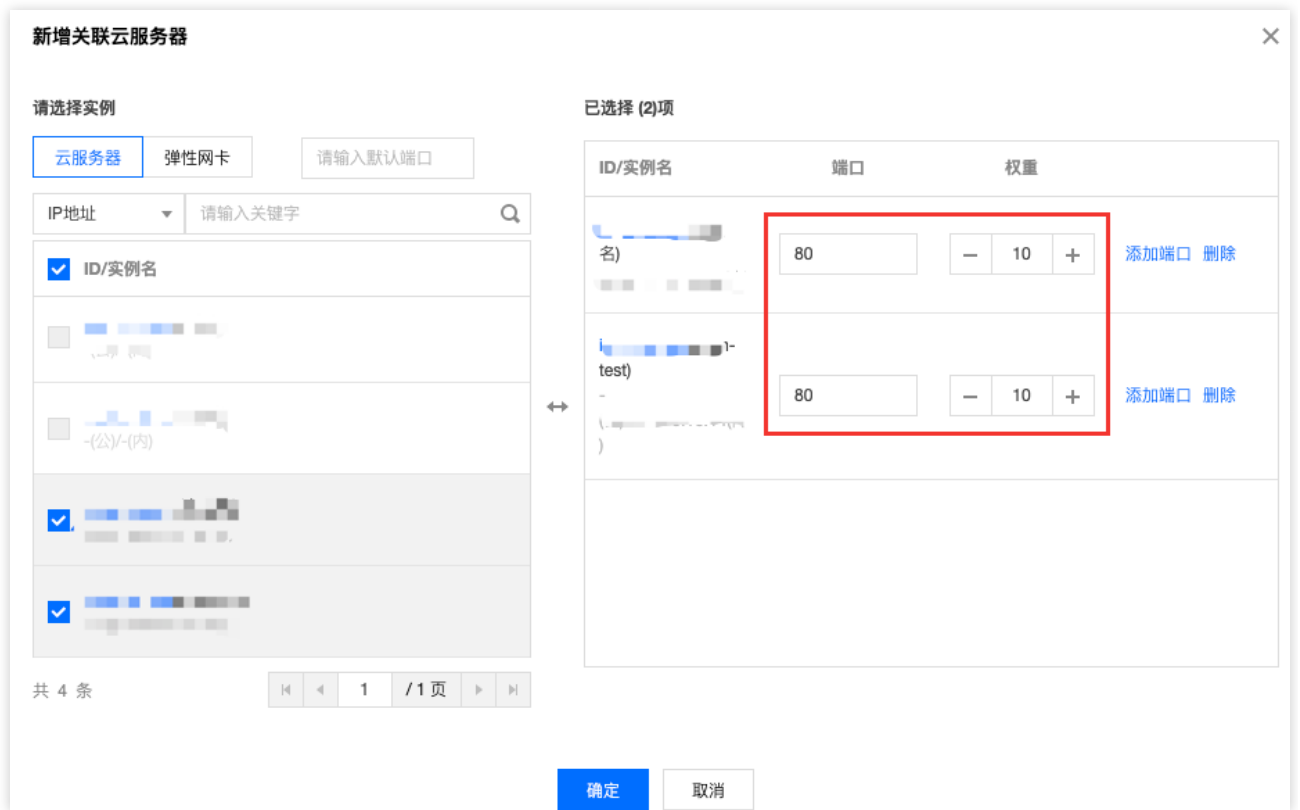 新增关联云服务器
请选择实例
云服务器
弹性网卡
请输入默认端口
IP地址
请输入关键字
ID/实例名
-(公)/-(内)
共 4 条
1
/ 1 页
已选择 (2)项
ID/实例名 端口 权重
名)
80
10
添加端口 删除
test)
-
80
10
添加端口 删除
)
确定
取消